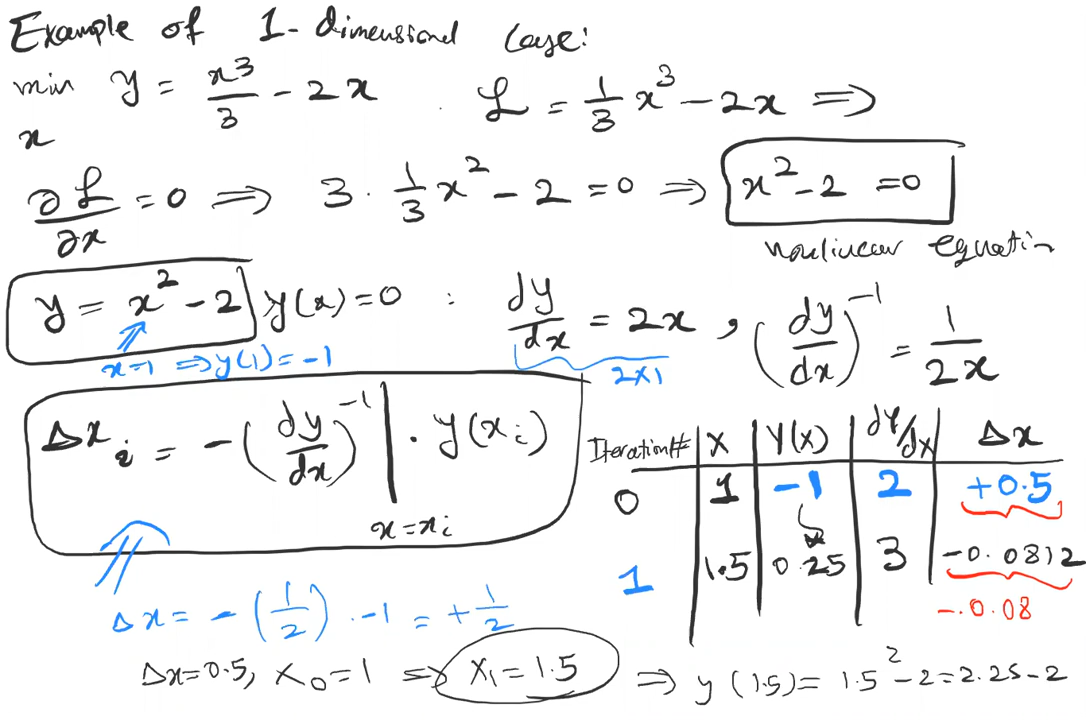 Example of 1-dimensional case:
min y = x³/3 - 2x . ℒ = 1/3 x³ - 2x ⟹
x
∂ℒ/∂x = 0 ⟹ 3 · 1/3 x² - 2 = 0 ⟹ x² - 2 = 0
nonlinear equation
y = x² - 2 y(x) = 0 : dy/dx = 2x , (dy/dx)⁻¹ = 1/2x
x=1 ⟹ y(1) = -1 2×1
Δxᵢ = -(dy/dx)⁻¹ | x=xᵢ · y(xᵢ)
Iteration# X Y(x) dY/dx Δx
0 1 -1 2 +0.5
1 1.5 0.25 3 -0.0812
-.0.08
Δx = -(1/2) · -1 = +1/2
Δx=0.5, x₀=1 ⟹ x₁=1.5 ⟹ y(1.5) = 1.5² - 2 = 2.25 - 2